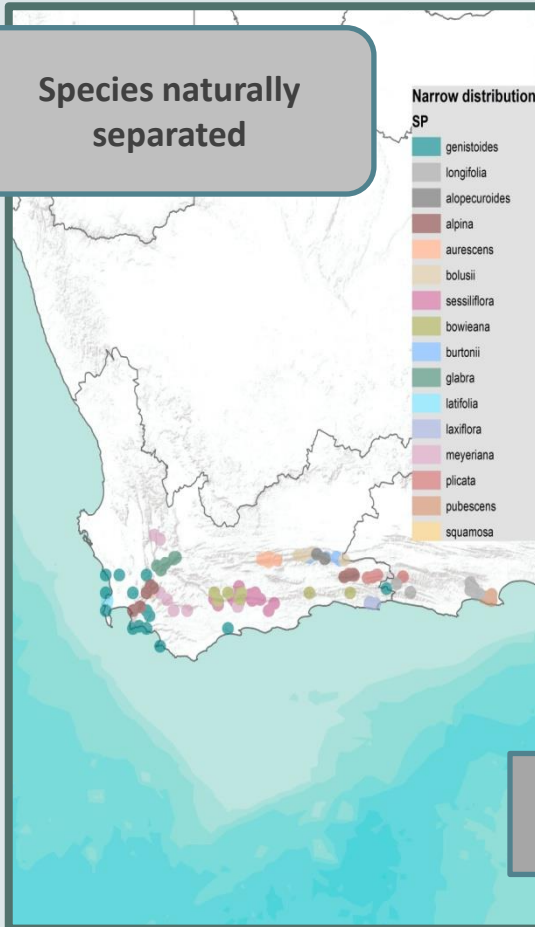 Species naturally
separated
Narrow distribution
SP
genistoides
longifolia
alopecuroides
alpina
aurescens
bolusii
sessiliflora
bowieana
burtonii
glabra
latifolia
laxiflora
meyeriana
plicata
pubescens
squamosa